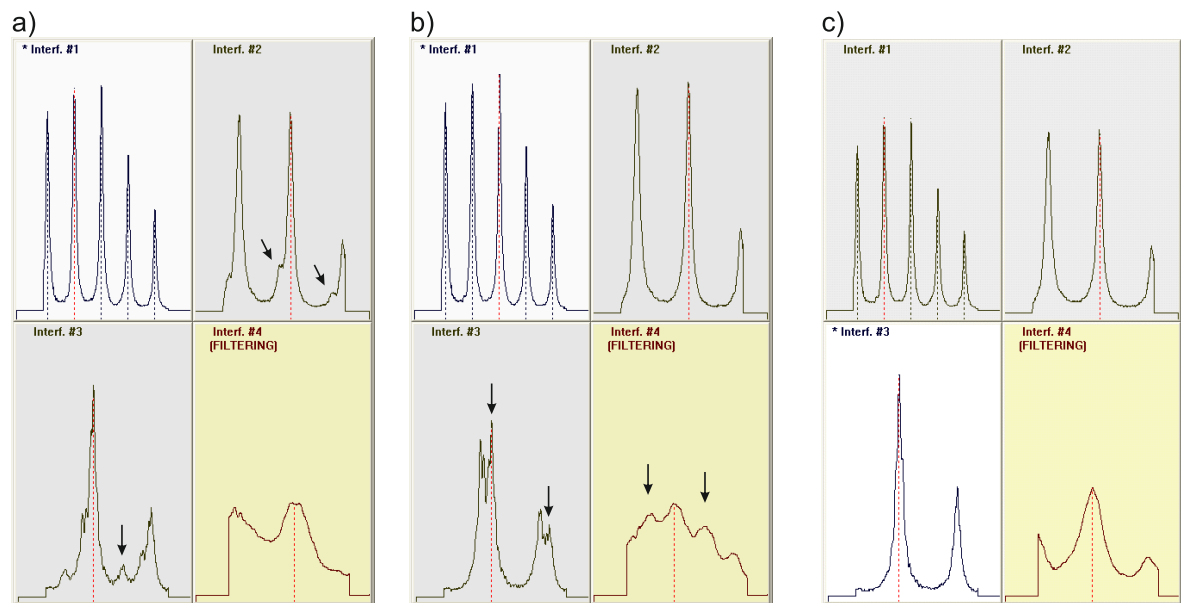 a)
* Interf. #1
Interf. #2
Interf. #3
Interf. #4
(FILTERING)
b)
* Interf. #1
Interf. #2
Interf. #3
Interf. #4
(FILTERING)
c)
Interf. #1
Interf. #2
* Interf. #3
Interf. #4
(FILTERING)